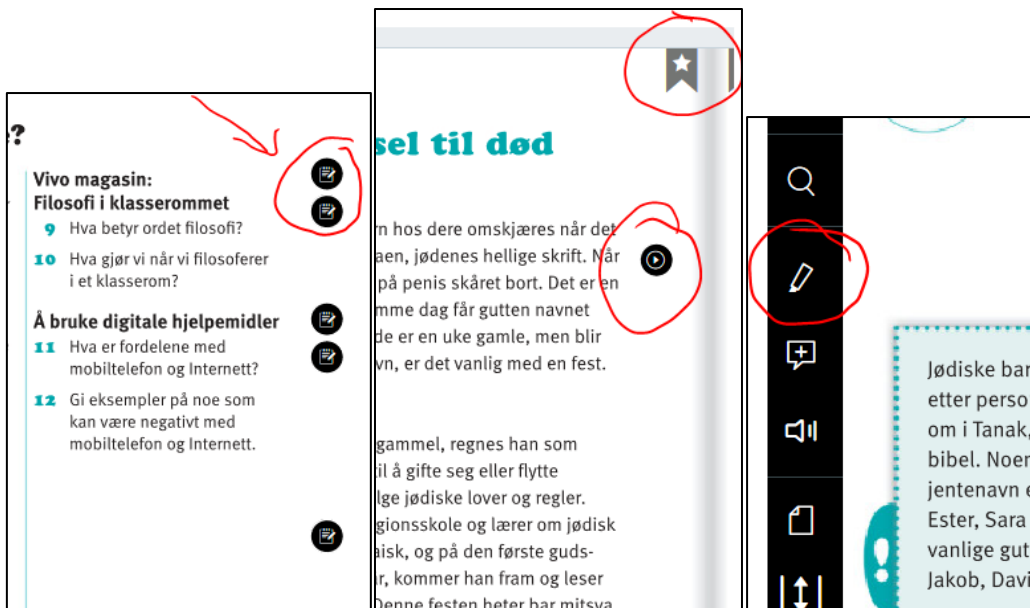 ?
Vivo magasin:
Filosofi i klasserommet
9 Hva betyr ordet filosofi?
10 Hva gjør vi når vi filosoferer
i et klasserom?
Å bruke digitale hjelpemidler
11 Hva er fordelene med
mobiltelefon og Internett?
12 Gi eksempler på noe som
kan være negativt med
mobiltelefon og Internett.
sel til død
rn hos dere omskjæres når det
aen, jødenes hellige skrift. Når
på penis skåret bort. Det er en
mme dag får gutten navnet
de er en uke gamle, men blir
vn, er det vanlig med en fest.
gammel, regnes han som
til å gifte seg eller flytte
lge jødiske lover og regler.
gionsskole og lærer om jødisk
aisk, og på den første guds-
r, kommer han fram og leser
Denne festen heter bar mitsva
Jødiske bar
etter perso
om i Tanak,
bibel. Noen
jentenavn e
Ester, Sara
vanlige gut
Jakob, Davi